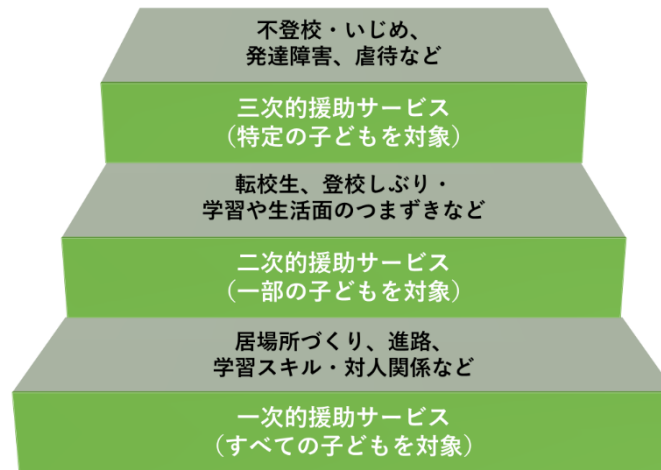 不登校・いじめ、
発達障害、虐待など
三次的援助サービス
（特定の子どもを対象）
転校生、登校しぶり・
学習や生活面のつまずきなど
二次的援助サービス
（一部の子どもを対象）
居場所づくり、進路、
学習スキル・対人関係など
一次的援助サービス
（すべての子どもを対象）